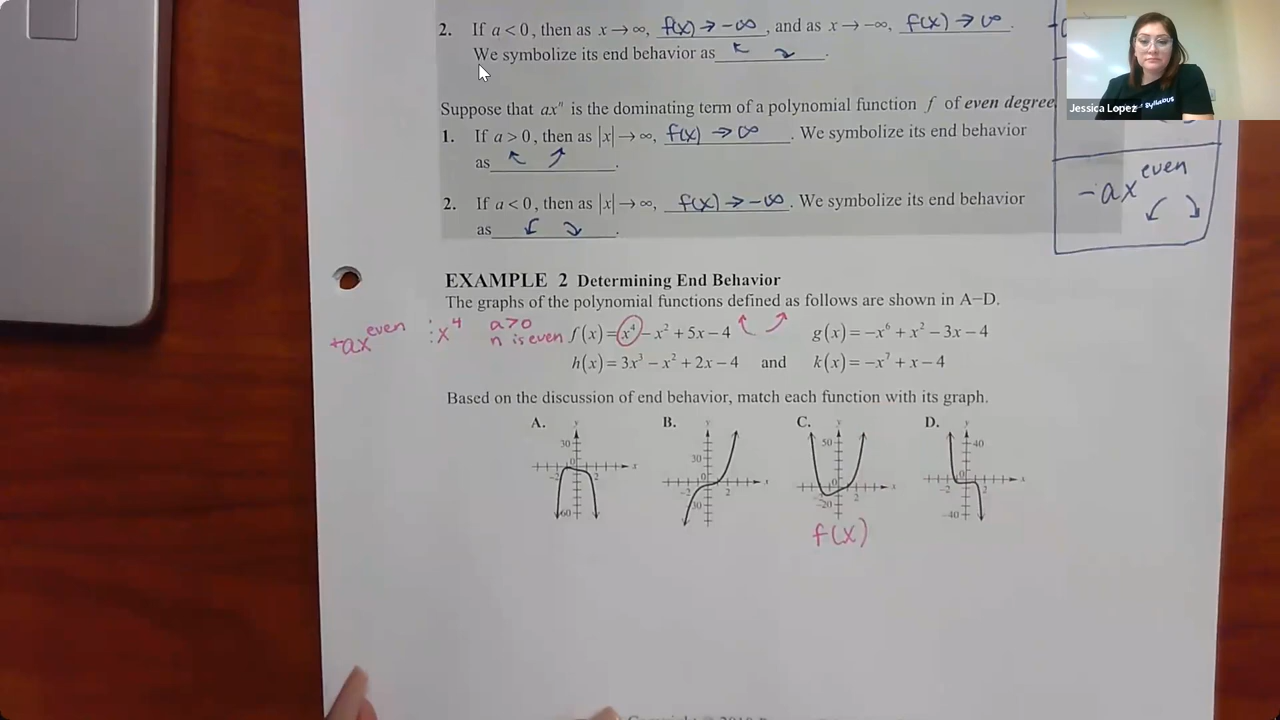 2. If a < 0, then as x → ∞, f(x) → -∞, and as x → -∞, f(x) → ∞.
We symbolize its end behavior as ↖ ↘.
Jessica Lopez
Syllabus
Suppose that axⁿ is the dominating term of a polynomial function f of even degree
1. If a > 0, then as |x| → ∞, f(x) → ∞. We symbolize its end behavior
as ↖ ↗.
-ax^even
↙ ↘
2. If a < 0, then as |x| → ∞, f(x) → -∞. We symbolize its end behavior
as ↙ ↘.
EXAMPLE 2 Determining End Behavior
The graphs of the polynomial functions defined as follows are shown in A–D.
+ax^even : x⁴ a>0
n is even f(x) = x⁴ − x² + 5x − 4 ↖ ↗ g(x) = −x⁶ + x² − 3x − 4
h(x) = 3x³ − x² + 2x − 4 and k(x) = −x⁷ + x − 4
Based on the discussion of end behavior, match each function with its graph.
A. y B. y C. y D. y
30 0 -2 2 x -60
30 0 -2 2 x -30
50 0 -2 2 x -20
40 0 -2 2 x -40
f(x)